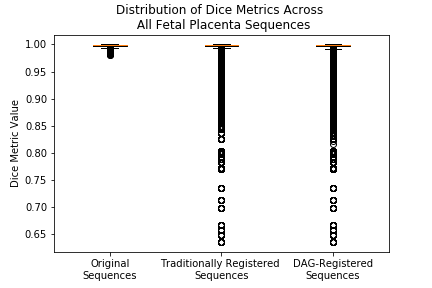 Distribution of Dice Metrics Across
All Fetal Placenta Sequences
Dice Metric Value
1.00
0.95
0.90
0.85
0.80
0.75
0.70
0.65
Original
Sequences
Traditionally Registered
Sequences
DAG-Registered
Sequences